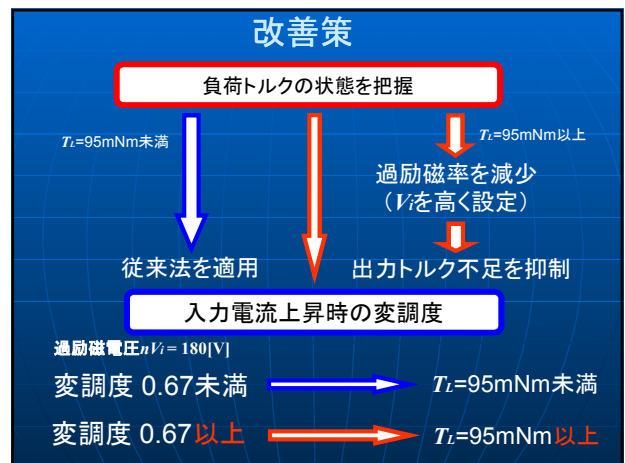 改善策
負荷トルクの状態を把握
TL=95mNm未満
TL=95mNm以上
過励磁率を減少
（Viを高く設定）
従来法を適用
出力トルク不足を抑制
入力電流上昇時の変調度
過励磁電圧nVi = 180[V]
変調度 0.67未満
TL=95mNm未満
変調度 0.67以上
TL=95mNm以上